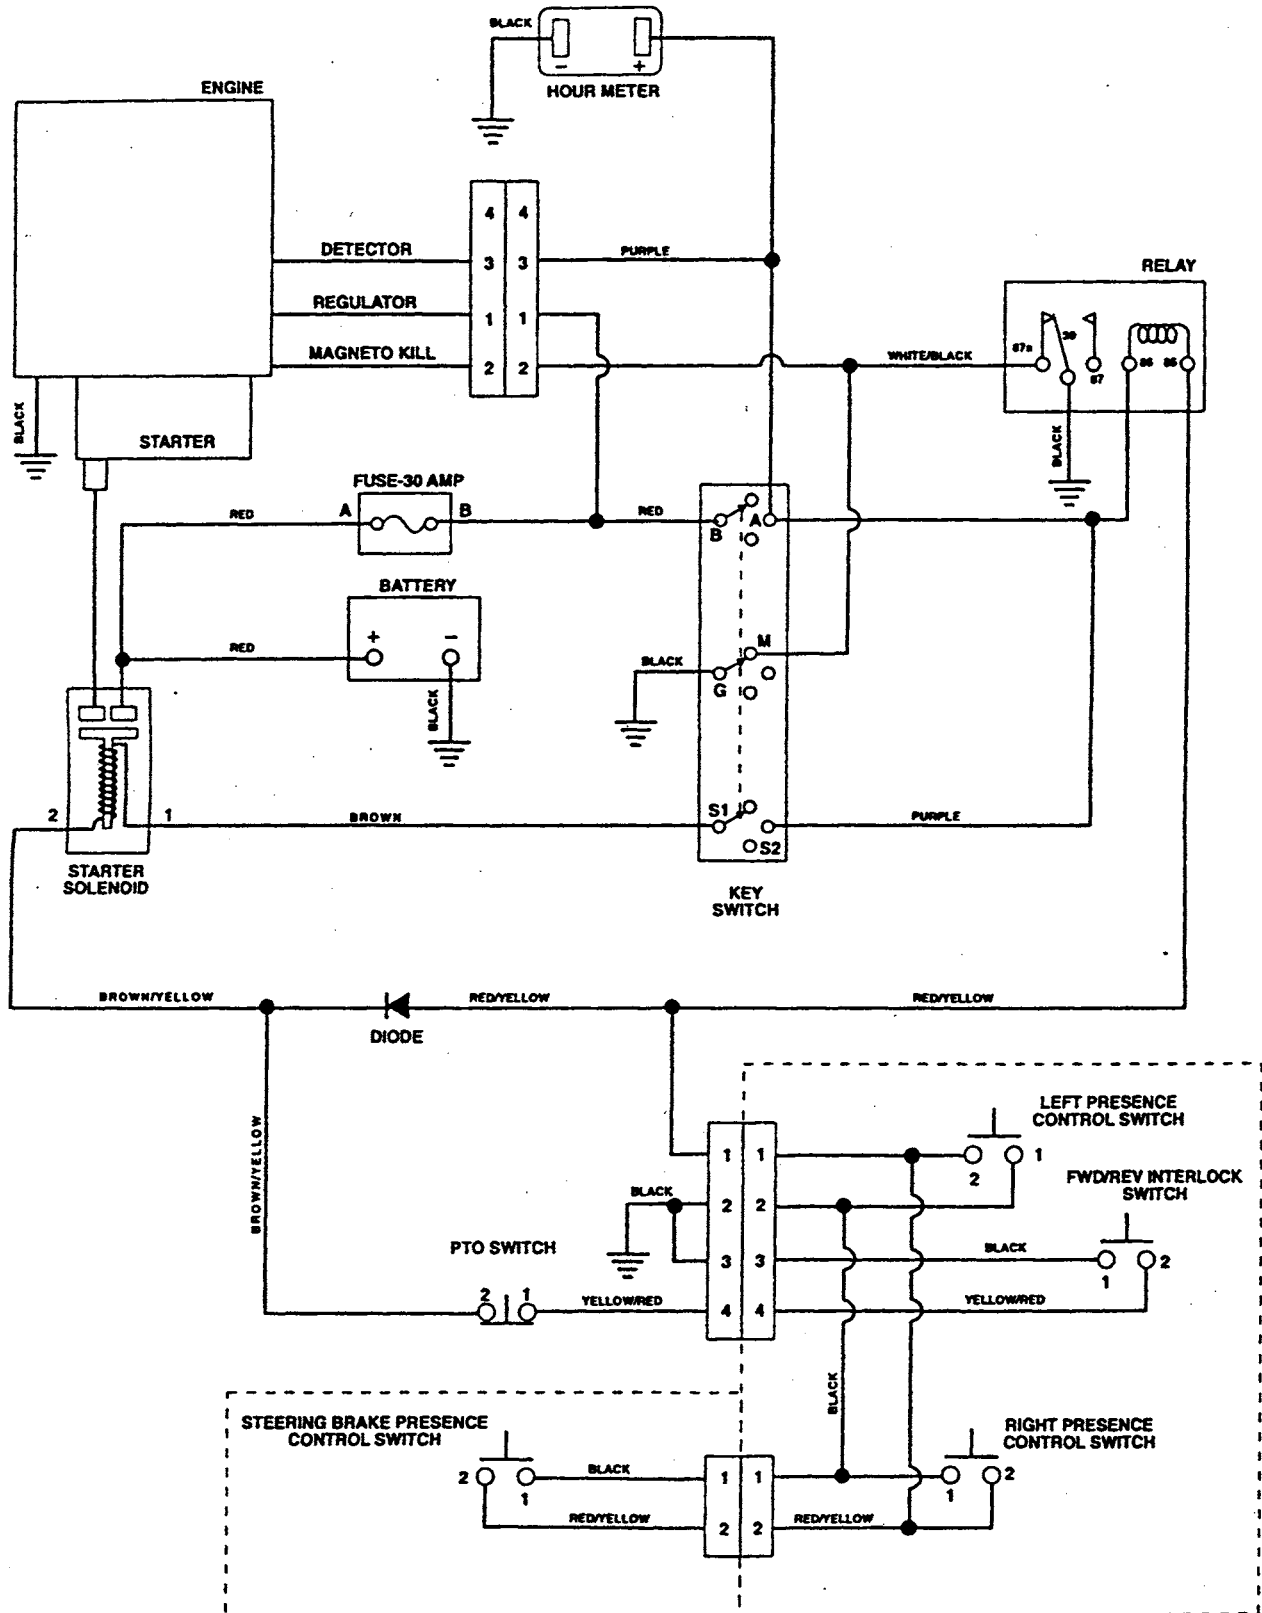 BLACK
- +
HOUR METER
ENGINE
4 4
DETECTOR 3 3 PURPLE
RELAY
REGULATOR 1 1
MAGNETO KILL 2 2 WHITE/BLACK
87a 30 87 86 85
BLACK
STARTER
BLACK
FUSE-30 AMP
RED A B RED
B A
BATTERY
RED + -
BLACK
M
BLACK
G
S1
2 1 BROWN PURPLE
S2
STARTER
SOLENOID
KEY
SWITCH
BROWN/YELLOW RED/YELLOW RED/YELLOW
DIODE
BROWN/YELLOW
LEFT PRESENCE
CONTROL SWITCH
1 1 2 1
FWD/REV INTERLOCK
SWITCH
BLACK 2 2
PTO SWITCH
3 3 BLACK 1 2
2 1 YELLOW/RED 4 4 YELLOW/RED
BLACK
STEERING BRAKE PRESENCE
CONTROL SWITCH
RIGHT PRESENCE
CONTROL SWITCH
2 1 BLACK 1 1 1 2
RED/YELLOW 2 2 RED/YELLOW